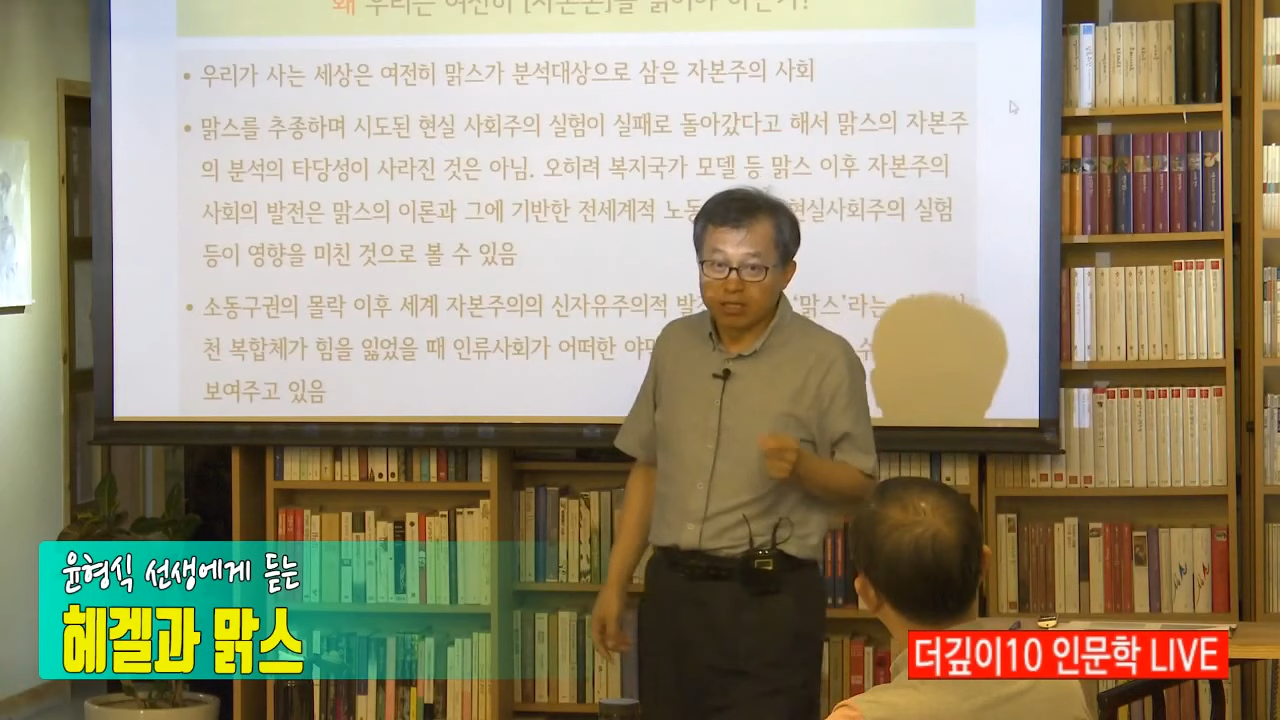 왜 우리는 여전히 [자본론]을 읽어야 하는가?
• 우리가 사는 세상은 여전히 맑스가 분석대상으로 삼은 자본주의 사회
• 맑스를 추종하며 시도된 현실 사회주의 실험이 실패로 돌아갔다고 해서 맑스의 자본주
의 분석의 타당성이 사라진 것은 아님. 오히려 복지국가 모델 등 맑스 이후 자본주의
사회의 발전은 맑스의 이론과 그에 기반한 전세계적 노동 현실사회주의 실험
등이 영향을 미친 것으로 볼 수 있음
• 소동구권의 몰락 이후 세계 자본주의의 신자유주의적 '맑스'라는
천 복합체가 힘을 잃었을 때 인류사회가 어떠한 수
보여주고 있음
윤형식 선생에게 듣는
헤겔과 맑스
더깊이10 인문학 LIVE